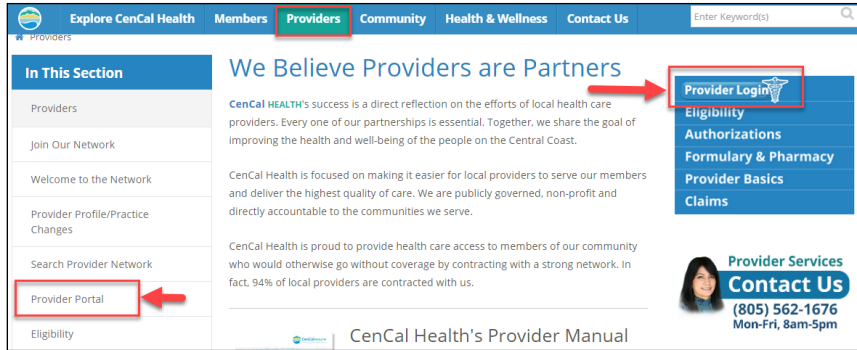 Explore CenCal Health Members Providers Community Health & Wellness Contact Us Enter Keyword(s)
Providers
In This Section
Providers
Join Our Network
Welcome to the Network
Provider Profile/Practice
Changes
Search Provider Network
Provider Portal
Eligibility
We Believe Providers are Partners
CenCal HEALTH's success is a direct reflection on the efforts of local health care
providers. Every one of our partnerships is essential. Together, we share the goal of
improving the health and well-being of the people on the Central Coast.
CenCal Health is focused on making it easier for local providers to serve our members
and deliver the highest quality of care. We are publicly governed, non-profit and
directly accountable to the communities we serve.
CenCal Health is proud to provide health care access to members of our community
who would otherwise go without coverage by contracting with a strong network. In
fact, 94% of local providers are contracted with us.
CenCal Health's Provider Manual
Provider Login
Eligibility
Authorizations
Formulary & Pharmacy
Provider Basics
Claims
Provider Services
Contact Us
(805) 562-1676
Mon-Fri, 8am-5pm